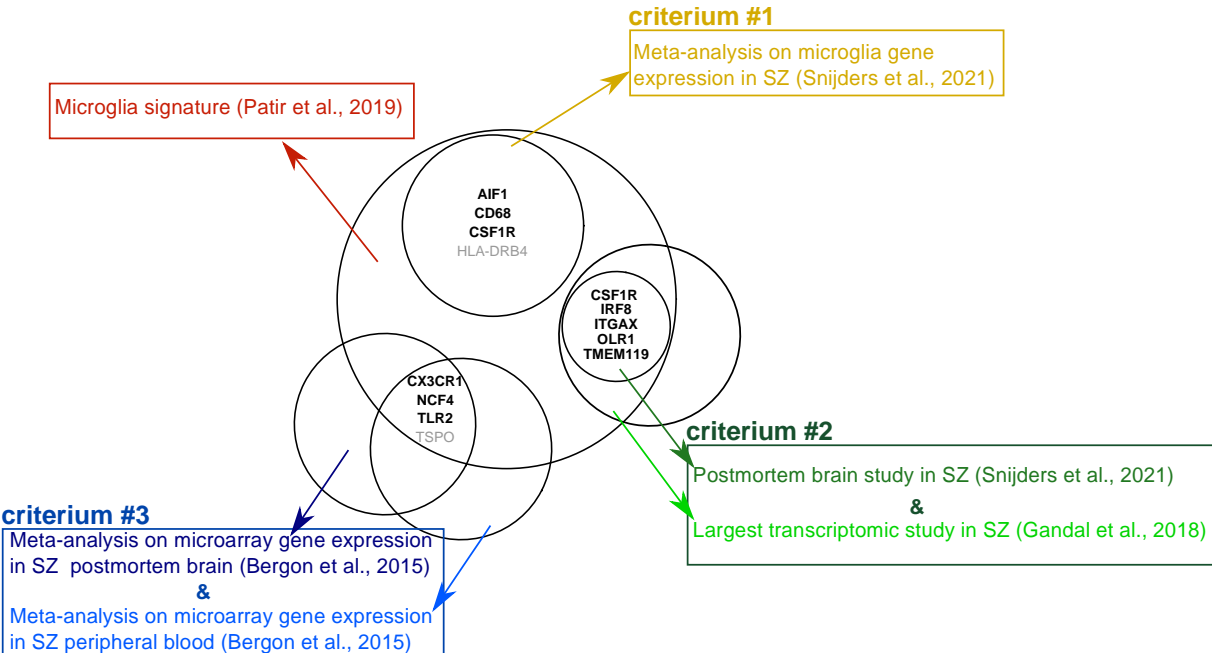 criterium #1
Meta-analysis on microglia gene
expression in SZ (Snijders et al., 2021)
Microglia signature (Patir et al., 2019)
AIF1
CD68
CSF1R
HLA-DRB4
CSF1R
IRF8
ITGAX
OLR1
TMEM119
CX3CR1
NCF4
TLR2
TSPO
criterium #2
Postmortem brain study in SZ (Snijders et al., 2021)
&
Largest transcriptomic study in SZ (Gandal et al., 2018)
criterium #3
Meta-analysis on microarray gene expression
in SZ postmortem brain (Bergon et al., 2015)
&
Meta-analysis on microarray gene expression
in SZ peripheral blood (Bergon et al., 2015)